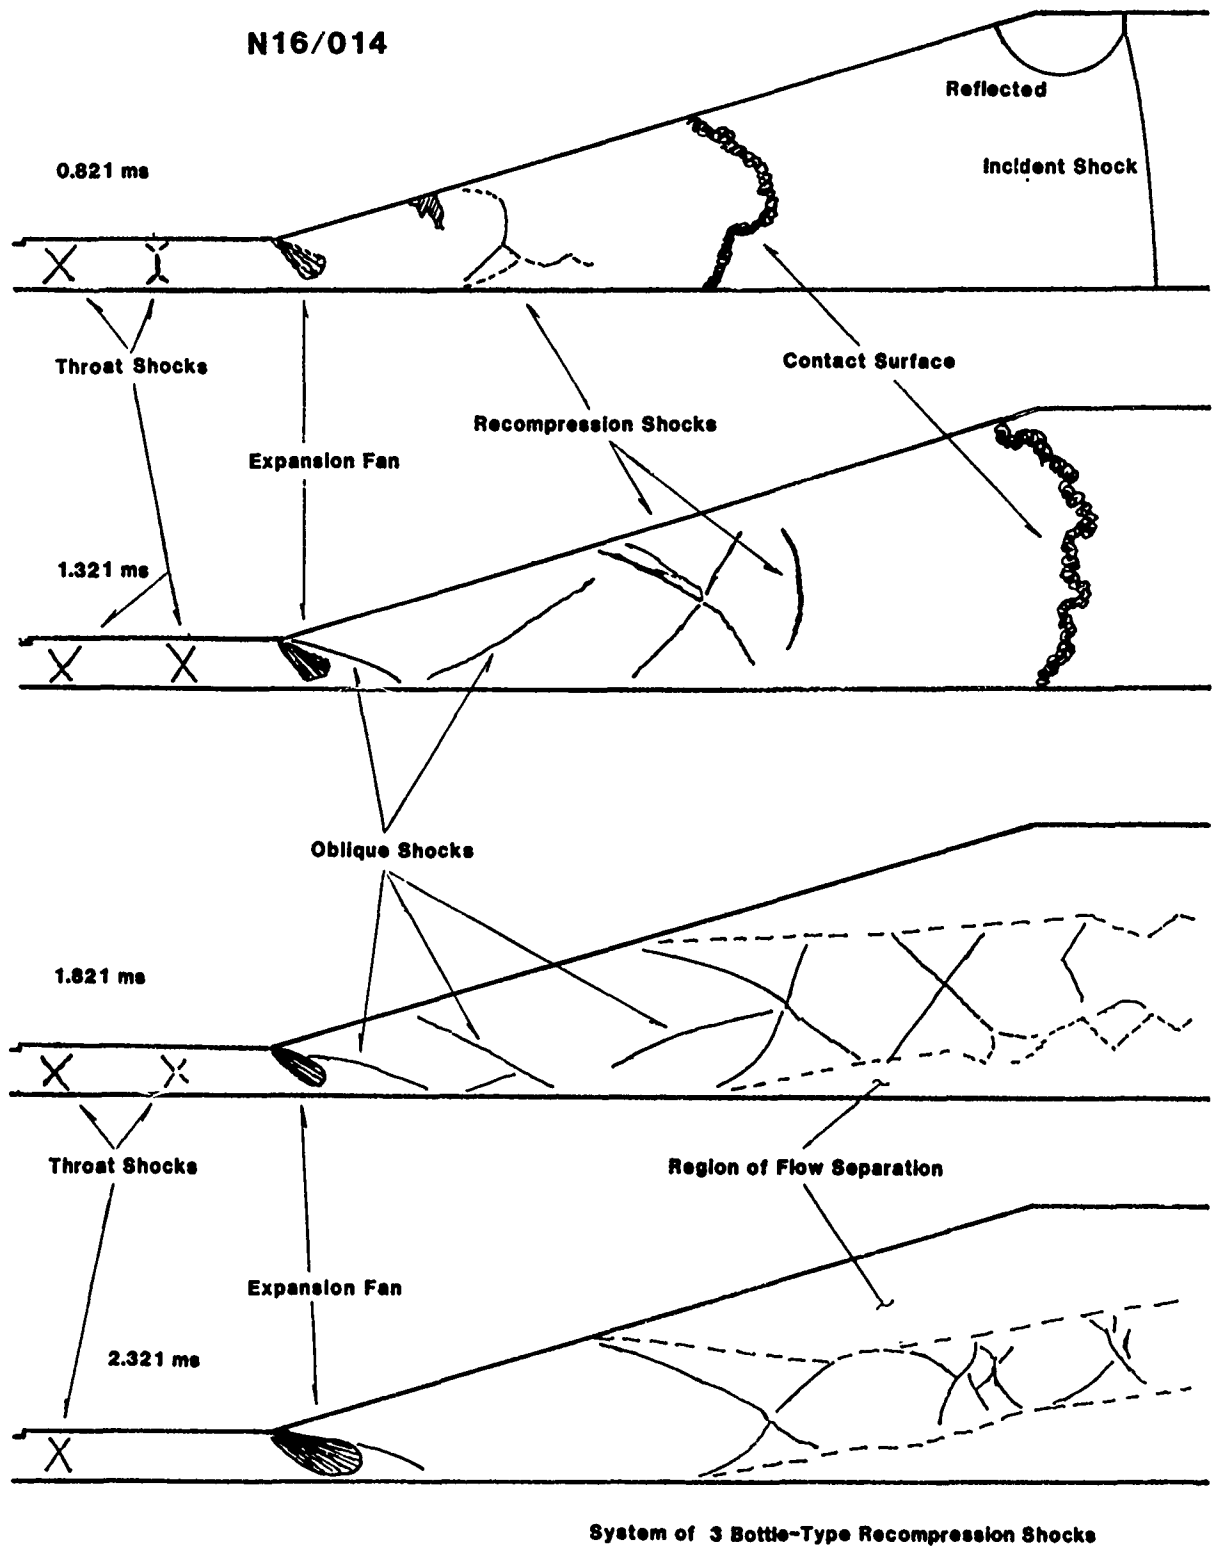 N16/014
Reflected
0.821 ms
Incident Shock
Throat Shocks
Contact Surface
Recompression Shocks
Expansion Fan
1.321 ms
Oblique Shocks
1.821 ms
Throat Shocks
Region of Flow Separation
Expansion Fan
2.321 ms
System of 3 Bottle-Type Recompression Shocks